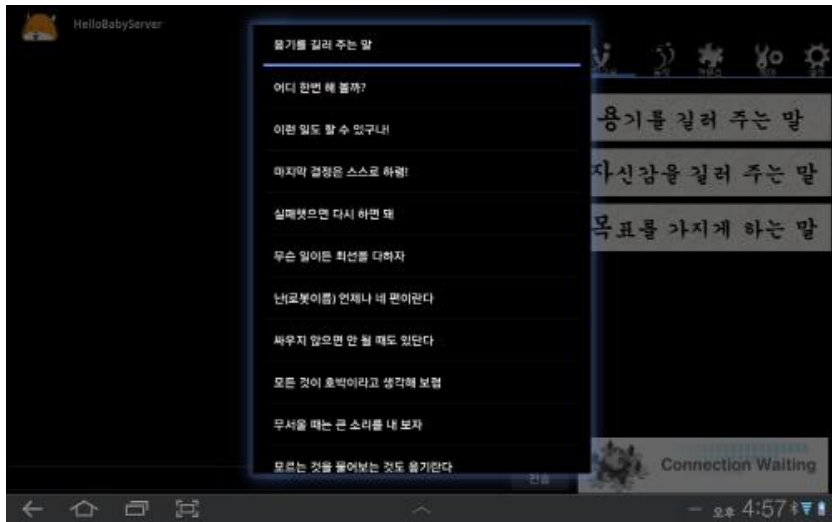 HelloBabyServer
용기를 길러 주는 말
어디 한번 해 볼까?
이런 일도 할 수 있구나!
마지막 결정은 스스로 하렴!
실패했으면 다시 하면 돼
무슨 일이든 최선을 다하자
난(로봇이름) 언제나 네 편이란다
싸우지 않으면 안 될 때도 있단다
모든 것이 호박이라고 생각해 보렴
무서울 때는 큰 소리를 내 보자
모르는 것을 물어보는 것도 용기란다
용기를 길러 주는 말
자신감을 길러 주는 말
목표를 가지게 하는 말
전송
Connection Waiting
오후 4:57